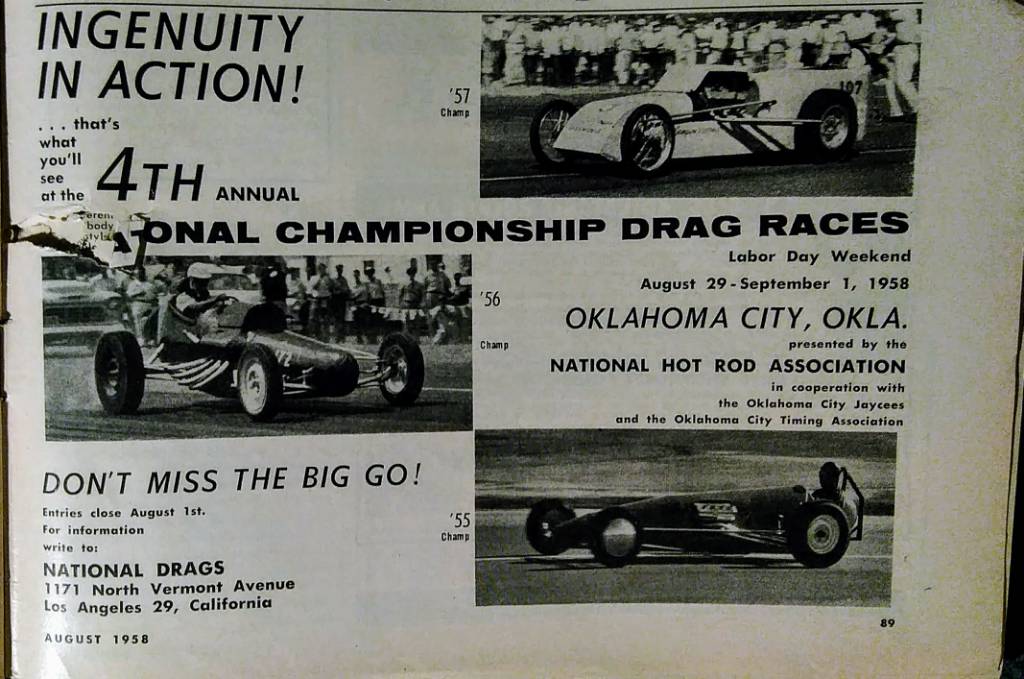 INGENUITY
IN ACTION!
. . . that's
what
you'll
see
at the
4TH ANNUAL
body
ONAL CHAMPIONSHIP DRAG RACES
'57
Champ
107
Labor Day Weekend
August 29 - September 1, 1958
OKLAHOMA CITY, OKLA.
presented by the
NATIONAL HOT ROD ASSOCIATION
in cooperation with
the Oklahoma City Jaycees
and the Oklahoma City Timing Association
'56
Champ
DON'T MISS THE BIG GO!
Entries close August 1st.
For information
write to:
NATIONAL DRAGS
1171 North Vermont Avenue
Los Angeles 29, California
'55
Champ
AUGUST 1958
89